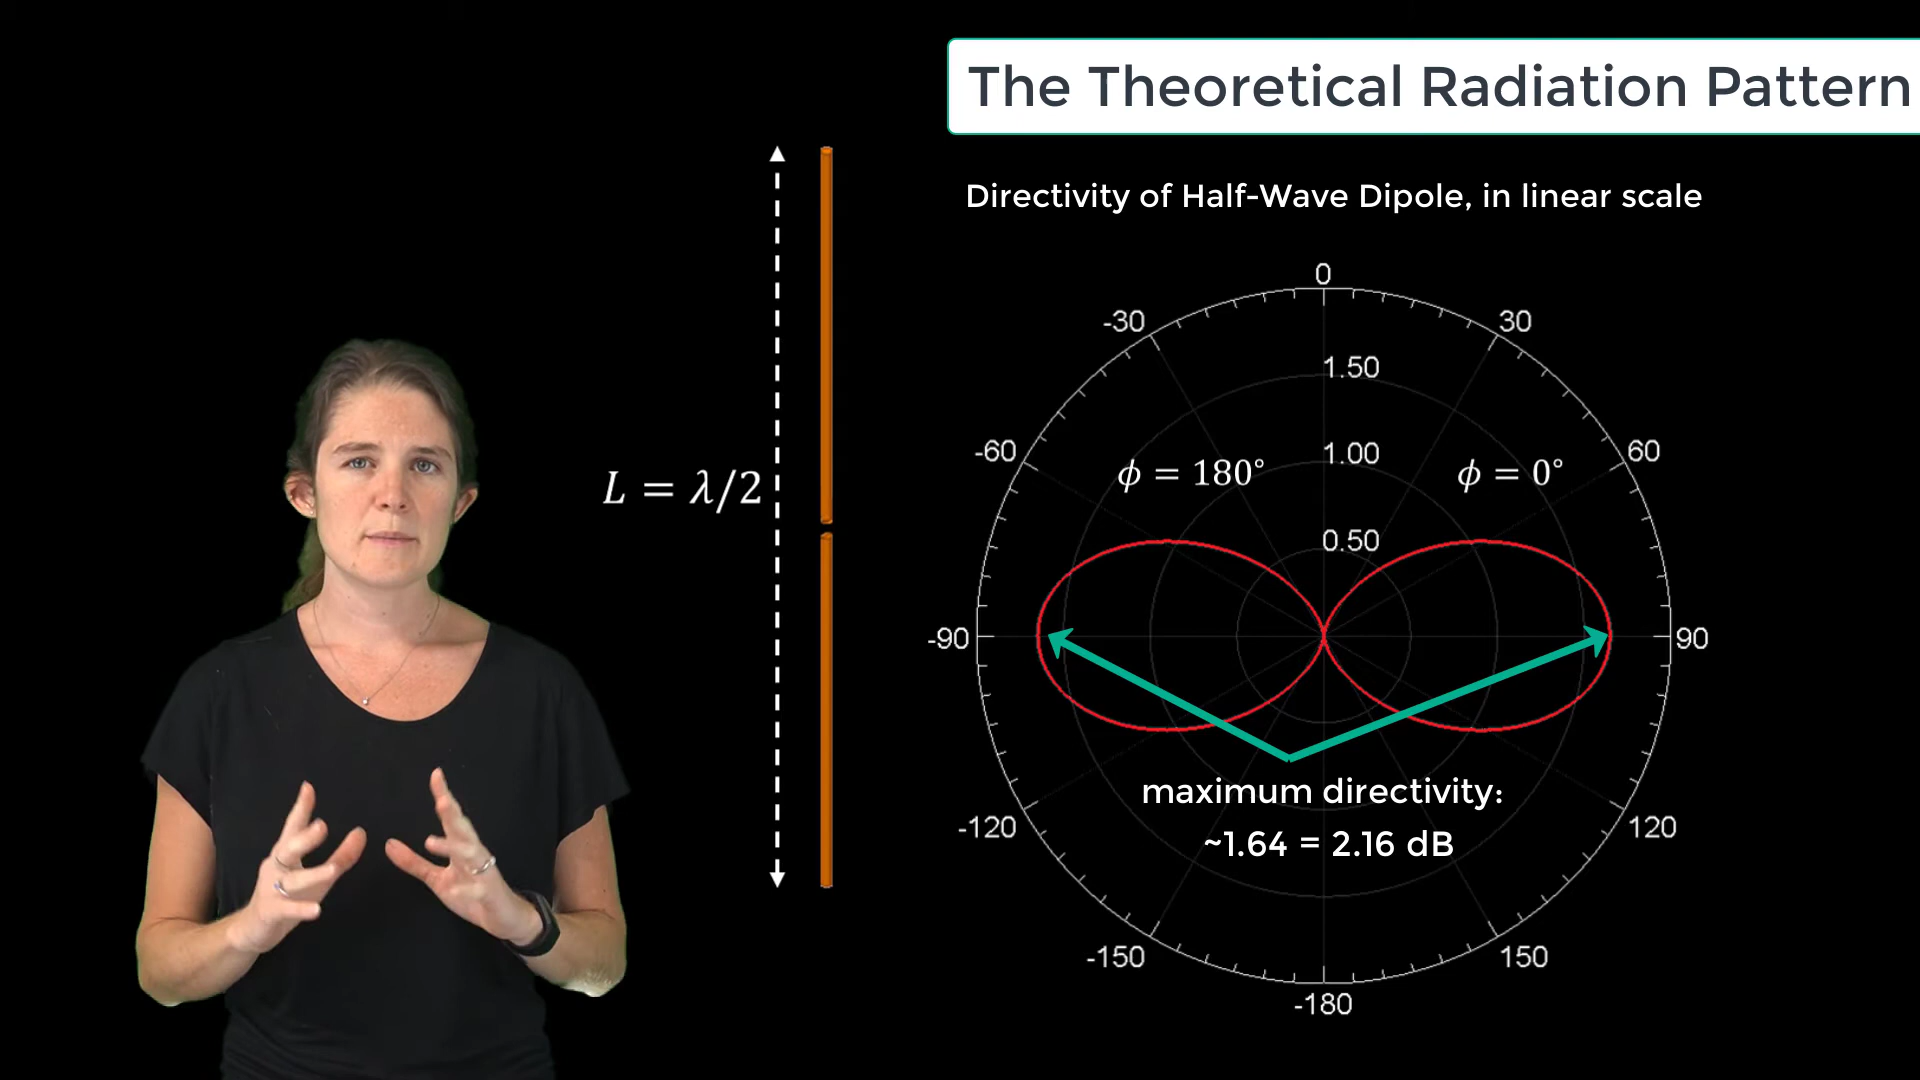 The Theoretical Radiation Pattern
Directivity of Half-Wave Dipole, in linear scale
L = λ/2
0
-30
30
1.50
-60
60
1.00
ϕ = 180°
ϕ = 0°
0.50
-90
90
maximum directivity:
~1.64 = 2.16 dB
-120
120
-150
150
-180